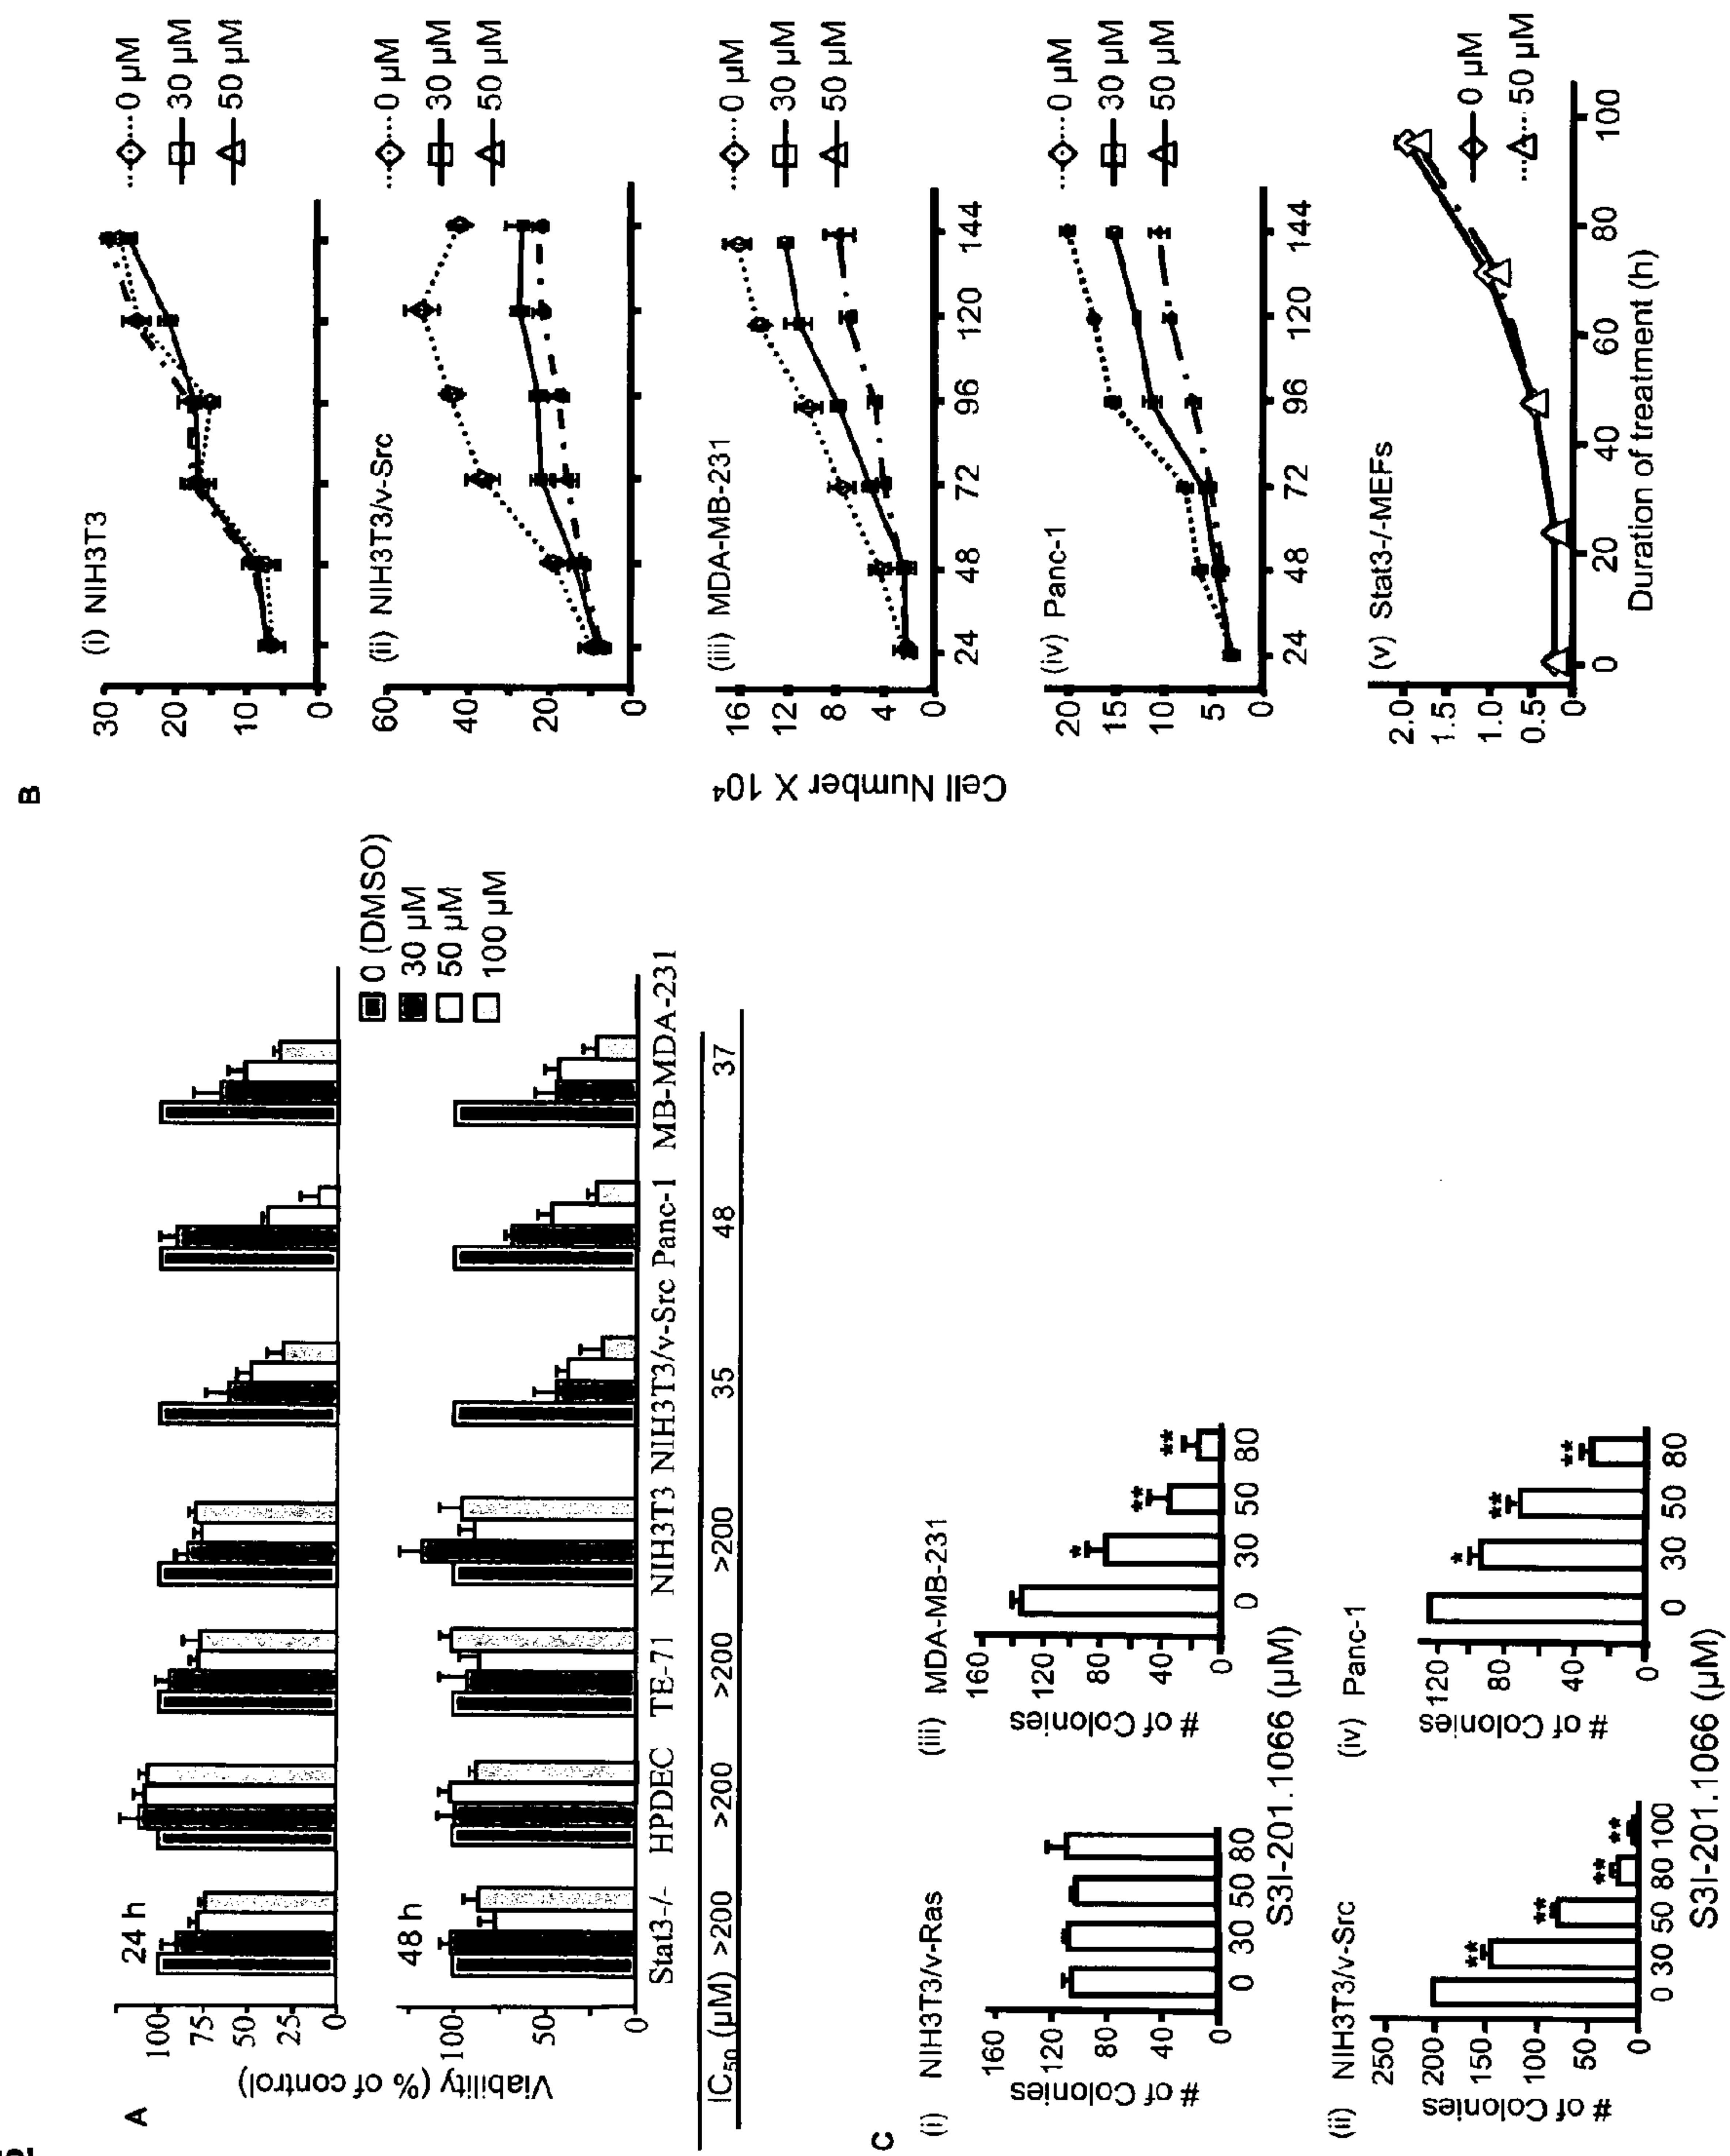 A
Viability (% of control)
24 h
100
75
50
25
0
48 h
100
50
0
Stat3-/- HPDEC TE-71 NIH3T3 NIH3T3/v-Src Panc-1 MB-MDA-231
IC50 (µM) >200 >200 >200 >200 35 48 37
0 (DMSO)
30 µM
50 µM
100 µM
B
Cell Number X 10⁴
(i) NIH3T3
30
20
10
0
0 µM
30 µM
50 µM
(ii) NIH3T3/v-Src
60
40
20
0
0 µM
30 µM
50 µM
(iii) MDA-MB-231
16
12
8
4
0
24 48 72 96 120 144
0 µM
30 µM
50 µM
(iv) Panc-1
20
15
10
5
0
24 48 72 96 120 144
0 µM
30 µM
50 µM
(v) Stat3-/-MEFs
2.0
1.5
1.0
0.5
0
0 20 40 60 80 100
0 µM
50 µM
Duration of treatment (h)
C
(i) NIH3T3/v-Ras
# of Colonies
160
120
80
40
0
0 30 50 80
(iii) MDA-MB-231
# of Colonies
160
120
80
40
0
* ** **
0 30 50 80
S3I-201.1066 (µM)
(ii) NIH3T3/v-Src
# of Colonies
250
200
150
100
50
0
** ** ** **
0 30 50 80 100
(iv) Panc-1
# of Colonies
120
80
40
0
* ** **
0 30 50 80
S3I-201.1066 (µM)